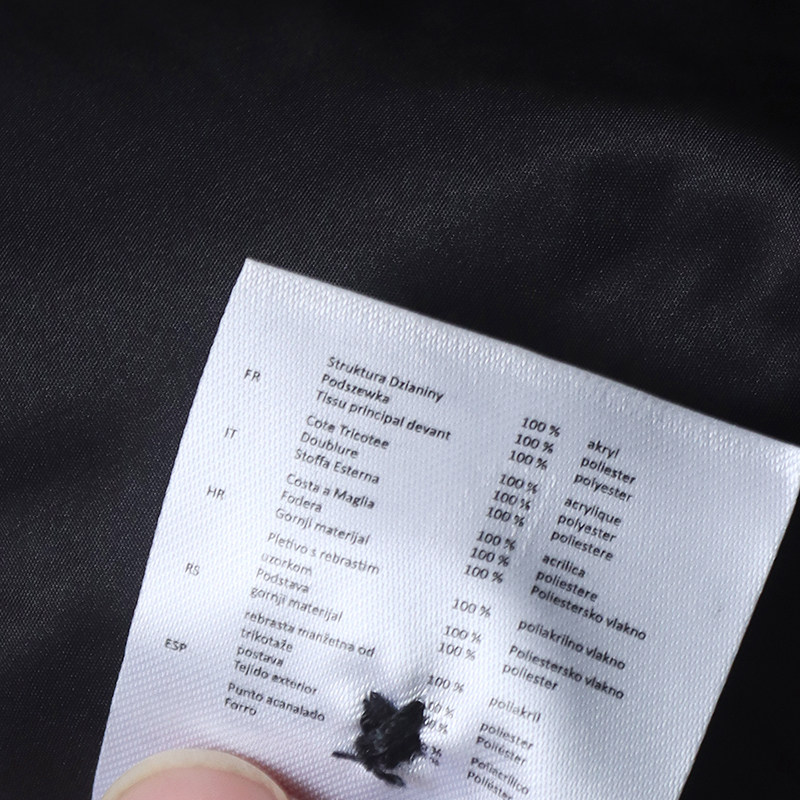 Struktura Dzianiny 100 % akryl
Podszewka 100 % poliester
FR Tissu principal devant 100 % polyester
Cote Tricotee 100 % acrylique
Doublure 100 % polyester
IT Stoffa Esterna 100 % poliestere
Costa a Maglia 100 % acrilica
Fodera 100 % poliestere
HR Gornji materijal 100 % Poliestersko vlakno
Pletivo s rebrastim
uzorkom 100 % poliakrilno vlakno
Podstava 100 % Poliestersko vlakno
RS gornji materijal 100 % poliester
rebrasta manžetna od
trikotaže 100 % poliakril
postava % poliester
ESP Tejido exterior % Poliéster
Punto acanalado % Poliacrílico
Forro Poliéster